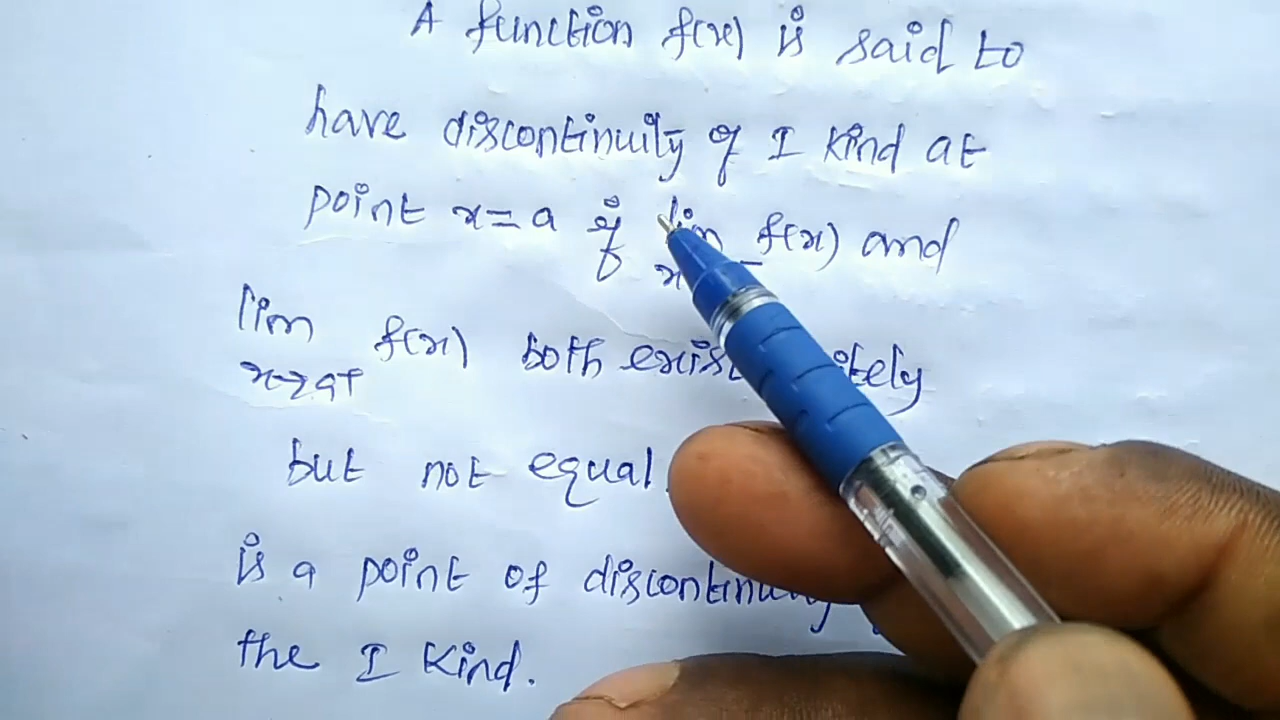 A function f(x) is said to
have discontinuity of I kind at
point x=a if lim f(x) and
lim f(x) both exist
x→a+
but not equal.
is a point of discontinuity
the I kind.